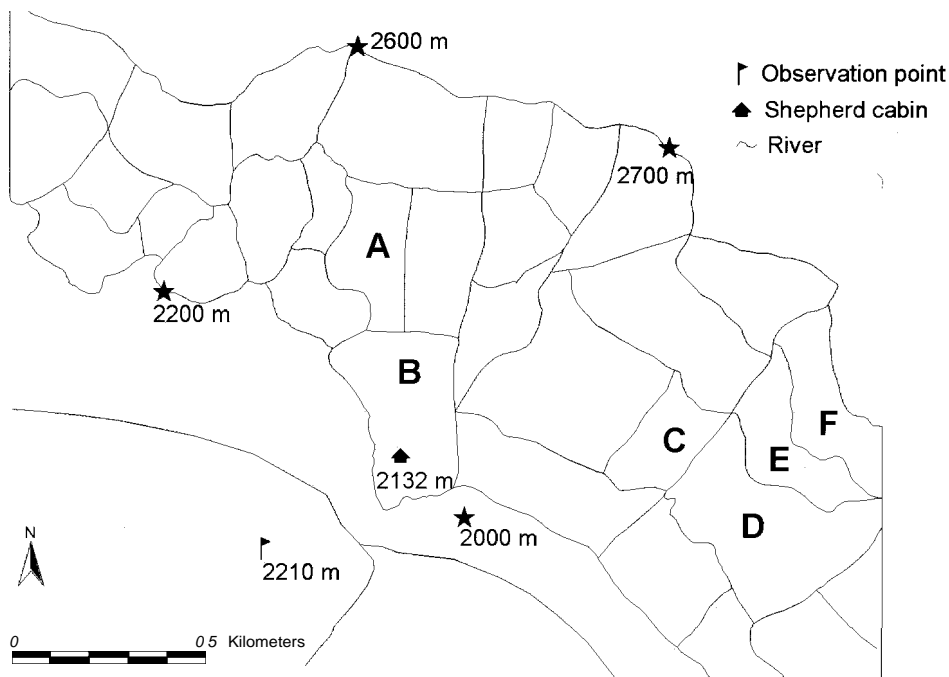 2600 m
Observation point
Shepherd cabin
River
2700 m
A
2200 m
B
F
C
E
2132 m
D
2000 m
N
2210 m
0 0 5 Kilometers